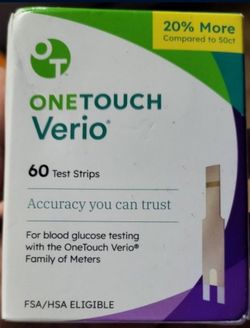 20% More
Compared to 50ct
OT
ONETOUCH
Verio®
60 Test Strips
Accuracy you can trust
For blood glucose testing
with the OneTouch Verio®
Family of Meters
FSA/HSA ELIGIBLE